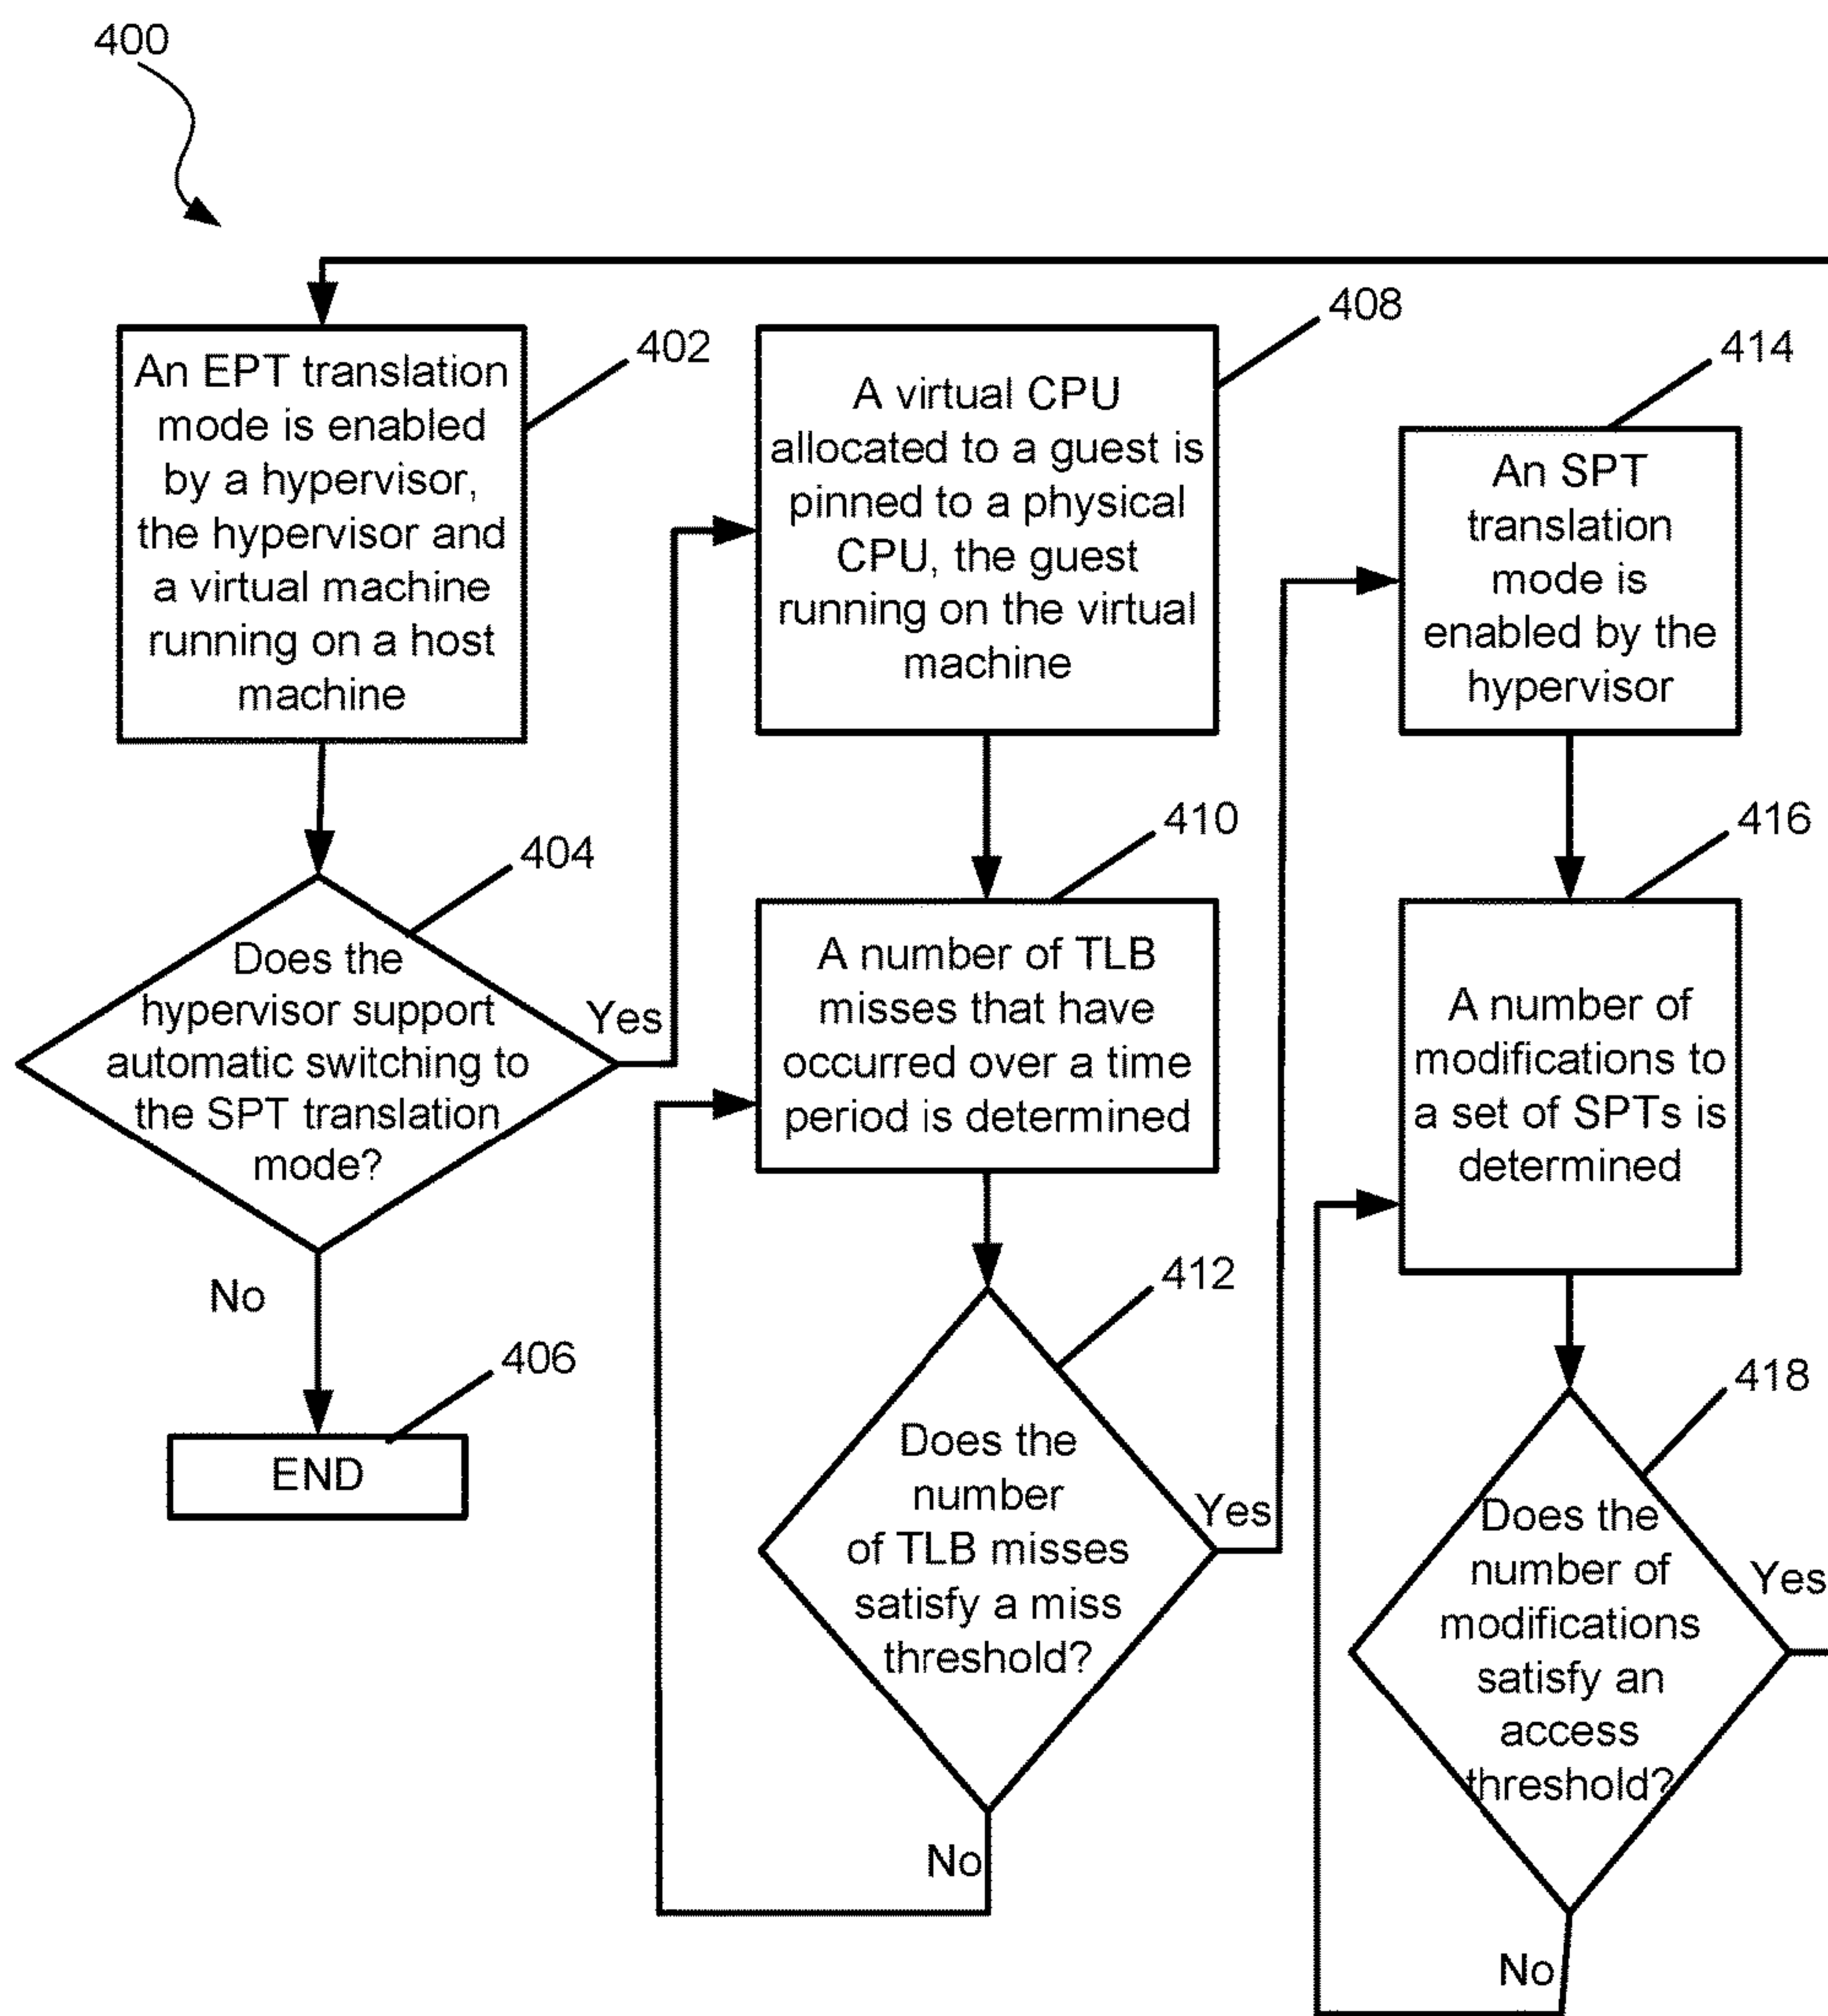 400
402
An EPT translation
mode is enabled
by a hypervisor,
the hypervisor and
a virtual machine
running on a host
machine
404
Does the
hypervisor support
automatic switching to
the SPT translation
mode?
Yes
No
406
END
408
A virtual CPU
allocated to a guest is
pinned to a physical
CPU, the guest
running on the virtual
machine
410
A number of TLB
misses that have
occurred over a time
period is determined
412
Does the
number
of TLB misses
satisfy a miss
threshold?
Yes
No
414
An SPT
translation
mode is
enabled by the
hypervisor
416
A number of
modifications to
a set of SPTs is
determined
418
Does the
number of
modifications
satisfy an
access
threshold?
Yes
No